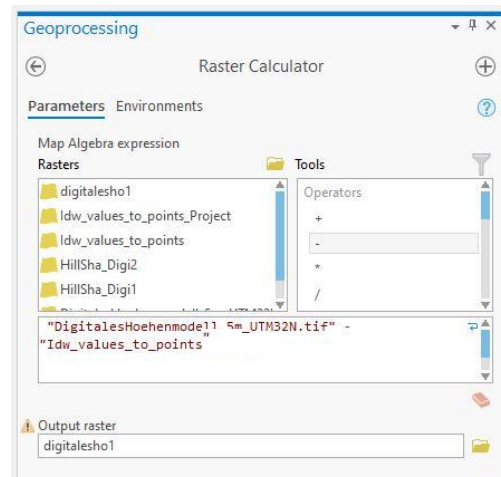 Geoprocessing
Raster Calculator
Parameters Environments
Map Algebra expression
Rasters
Tools
digitalesho1
Idw_values_to_points_Project
Idw_values_to_points
HillSha_Digi2
HillSha_Digi1
Operators
+
-
*
/
"DigitalesHoehenmodell_5m_UTM32N.tif" -
"Idw_values_to_points"
Output raster
digitalesho1